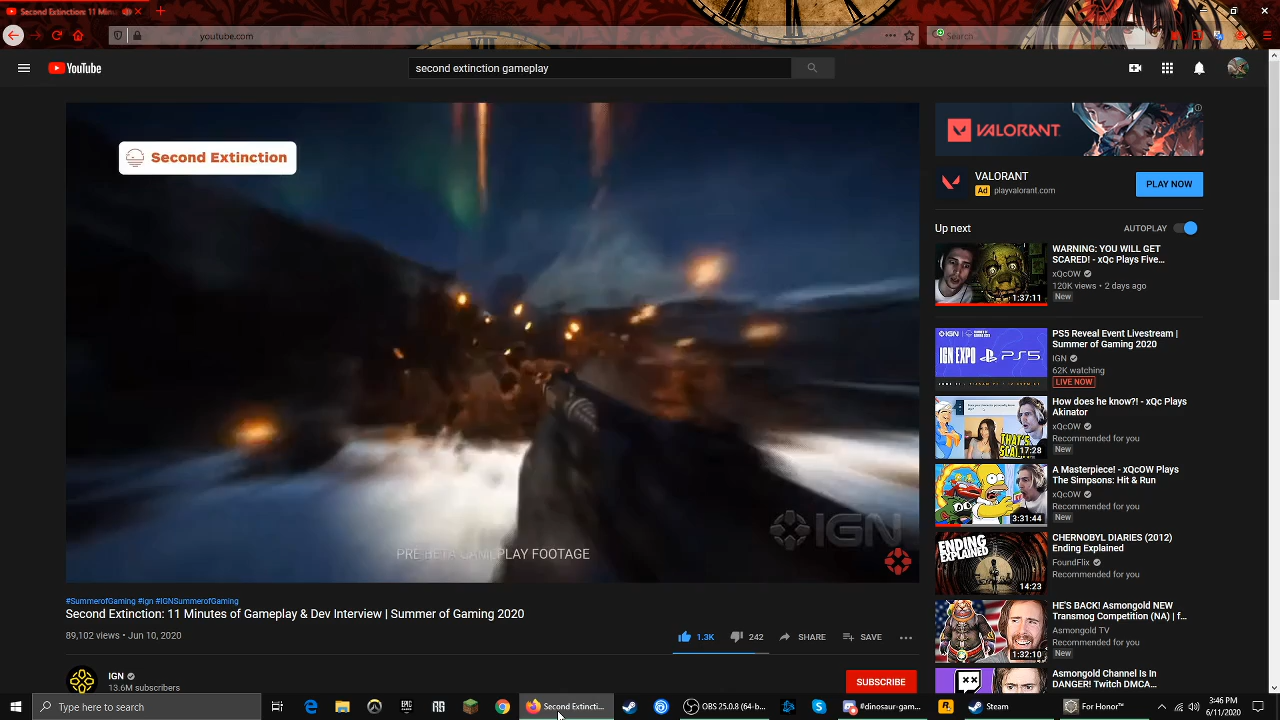 Second Extinction: 11 Minu
youtube.com
Search
YouTube
second extinction gameplay
Second Extinction
VALORANT
VALORANT
Ad playvalorant.com
PLAY NOW
Up next
AUTOPLAY
WARNING: YOU WILL GET
SCARED! - xQc Plays Five...
xQcOW
120K views • 2 days ago
New
1:37:11
IGN
IGN EXPO PS5
PS5 Reveal Event Livestream |
Summer of Gaming 2020
IGN
62K watching
LIVE NOW
How does he know?! - xQc Plays
Akinator
xQcOW
Recommended for you
New
THAT'S
17:28
A Masterpiece! - xQcOW Plays
The Simpsons: Hit & Run
xQcOW
Recommended for you
New
3:31:44
ENDING
EXPLAINED
CHERNOBYL DIARIES (2012)
Ending Explained
FoundFlix
Recommended for you
14:23
HE'S BACK! Asmongold NEW
Transmog Competition (NA) | f...
Asmongold TV
Recommended for you
New
1:32:10
Asmongold Channel Is In
DANGER! Twitch DMCA...
IGN
PRE-BETA GAMEPLAY FOOTAGE
#SummerofGaming #ign #IGNSummerofGaming
Second Extinction: 11 Minutes of Gameplay & Dev Interview | Summer of Gaming 2020
89,102 views • Jun 10, 2020
1.3K 242 SHARE SAVE
IGN
13.6M subscribers
SUBSCRIBE
Type here to search
EPIC
Second Extincti...
OBS 25.0.8 (64-b...
#dinosaur-gam...
Steam
For Honor™
3:46 PM
6/11/2020